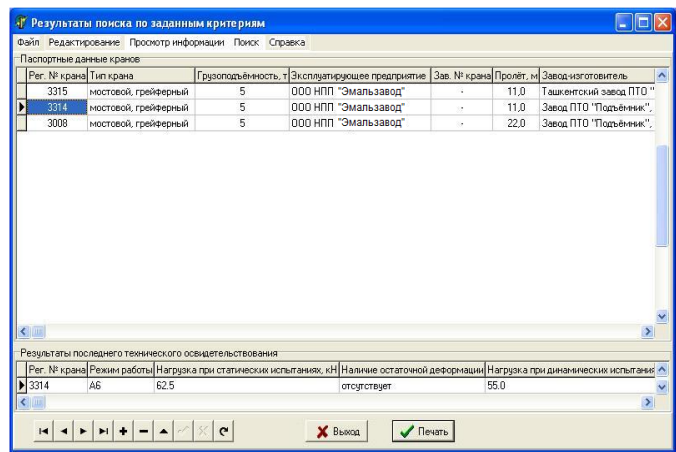 Результаты поиска по заданным критериям
Файл Редактирование Просмотр информации Поиск Справка
Паспортные данные кранов
Рег. № крана Тип крана Грузоподъёмность, т Эксплуатирующее предприятие Зав. № крана Пролёт, м Завод-изготовитель
3315 мостовой, грейферный 5 ООО НПП "Эмальзавод" - 11,0 Ташкентский завод ПТО "
3314 мостовой, грейферный 5 ООО НПП "Эмальзавод" - 11,0 Завод ПТО "Подъёмник",
3008 мостовой, грейферный 5 ООО НПП "Эмальзавод" - 22,0 Завод ПТО "Подъёмник",
Результаты последнего технического освидетельствования
Рег. № крана Режим работы Нагрузка при статических испытаниях, кН Наличие остаточной деформации Нагрузка при динамических испытания
3314 А6 62.5 отсутствует 55.0
Выход Печать